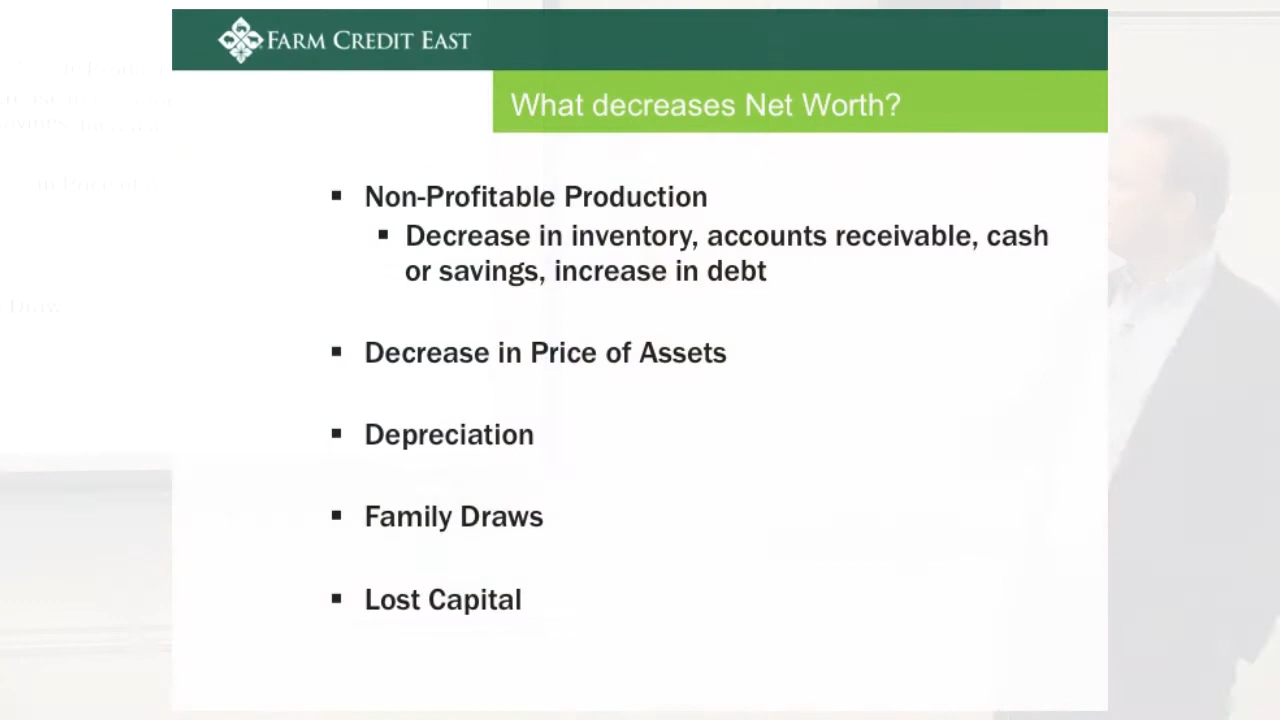 FARM CREDIT EAST
What decreases Net Worth?
▪ Non-Profitable Production
▪ Decrease in inventory, accounts receivable, cash
or savings, increase in debt
▪ Decrease in Price of Assets
▪ Depreciation
▪ Family Draws
▪ Lost Capital